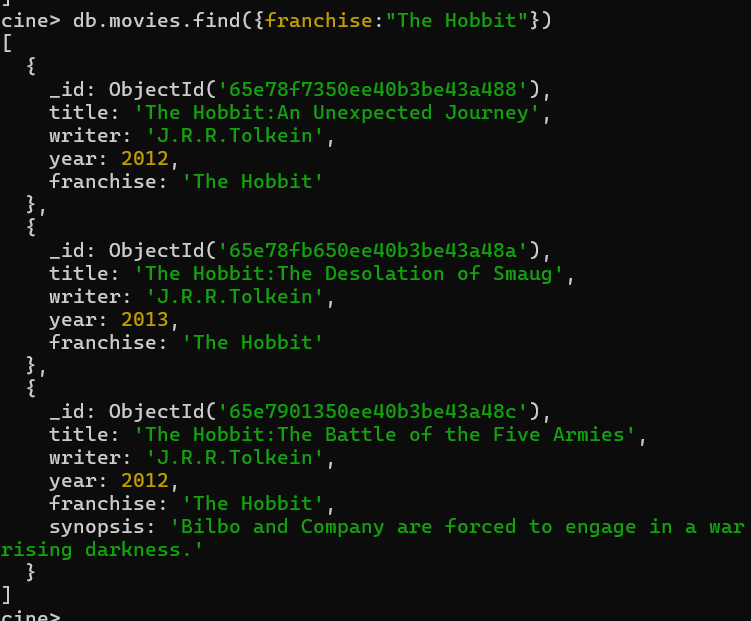 ]
cine> db.movies.find({franchise:"The Hobbit"})
[
  {
    _id: ObjectId('65e78f7350ee40b3be43a488'),
    title: 'The Hobbit:An Unexpected Journey',
    writer: 'J.R.R.Tolkein',
    year: 2012,
    franchise: 'The Hobbit'
  },
  {
    _id: ObjectId('65e78fb650ee40b3be43a48a'),
    title: 'The Hobbit:The Desolation of Smaug',
    writer: 'J.R.R.Tolkein',
    year: 2013,
    franchise: 'The Hobbit'
  },
  {
    _id: ObjectId('65e7901350ee40b3be43a48c'),
    title: 'The Hobbit:The Battle of the Five Armies',
    writer: 'J.R.R.Tolkein',
    year: 2012,
    franchise: 'The Hobbit',
    synopsis: 'Bilbo and Company are forced to engage in a war
rising darkness.'
  }
]
cine>